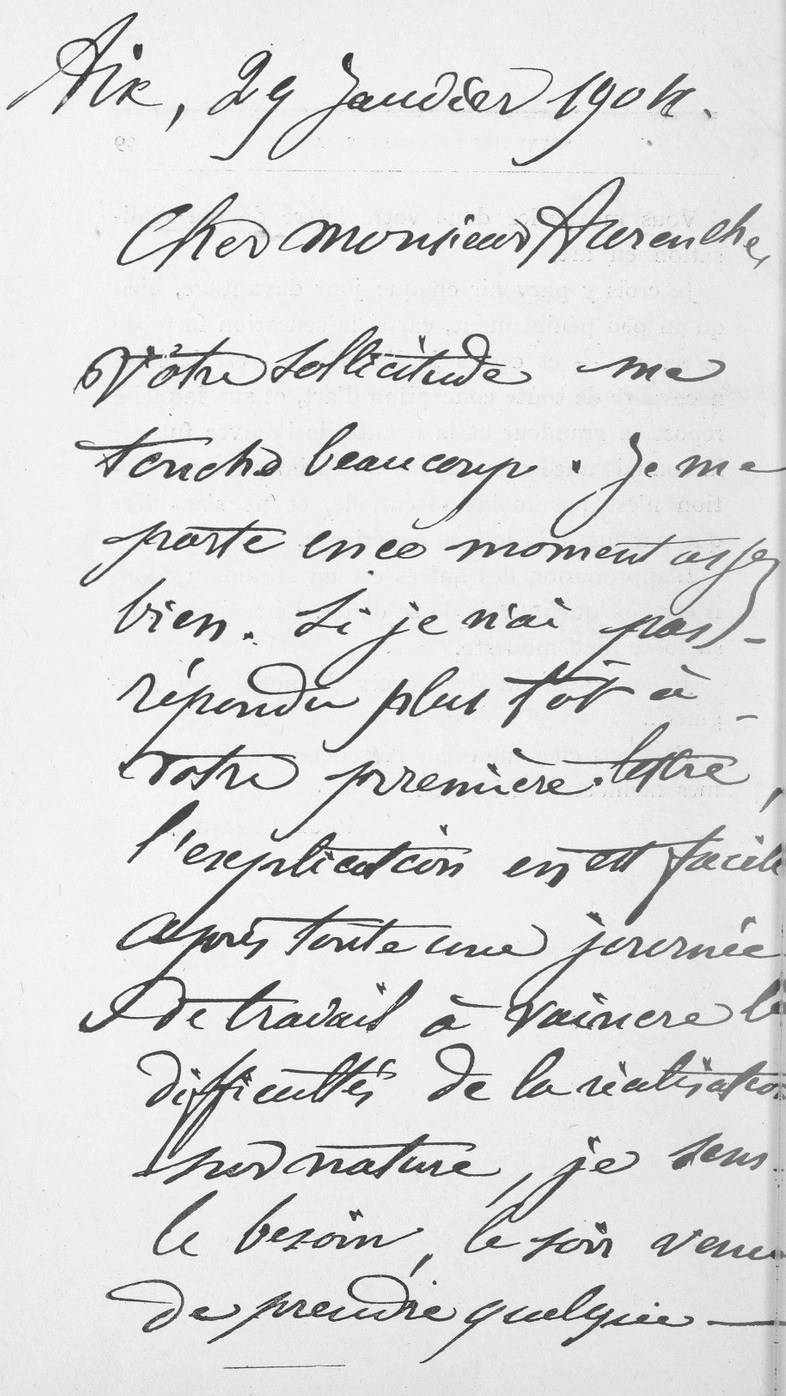 Aix, 29 janvier 1904.
Cher monsieur Aurenche,
Vôtre sollicitude me
touche beaucoup. Je me
porte en ce moment assez
bien. Si je n'ai pas
répondu plus tôt à
votre première lettre,
l'explication en est facile
après toute une journée
de travail à vaincre les
difficultés de la réalisation
sur nature, je sens
le besoin, le soir venu
de prendre quelque